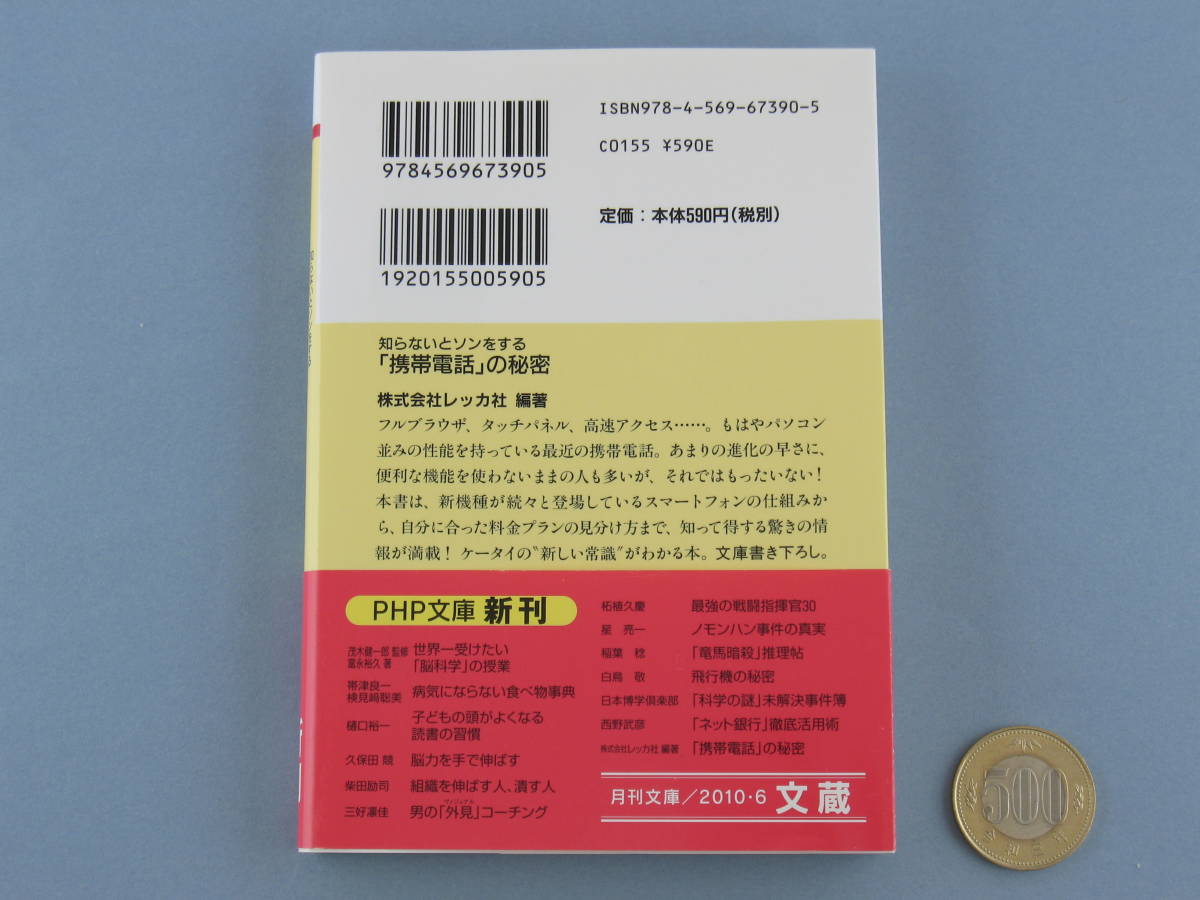 ISBN978-4-569-67390-5
C0155 ¥590E
9784569673905
定価：本体590円（税別）
1920155005905
知らないとソンをする
「携帯電話」の秘密
株式会社レッカ社 編著
フルブラウザ、タッチパネル、高速アクセス……。もはやパソコン
並みの性能を持っている最近の携帯電話。あまりの進化の早さに、
便利な機能を使わないままの人も多いが、それではもったいない！
本書は、新機種が続々と登場しているスマートフォンの仕組みか
ら、自分に合った料金プランの見分け方まで、知って得する驚きの情
報が満載！ ケータイの〝新しい常識〟がわかる本。文庫書き下ろし。
PHP文庫 新刊
茂木健一郎 監修
富永裕久 著
世界一受けたい
「脳科学」の授業
帯津良一
検見﨑聡美
病気にならない食べ物事典
樋口裕一
子どもの頭がよくなる
読書の習慣
久保田 競 脳力を手で伸ばす
柴田励司 組織を伸ばす人、潰す人
三好凜佳 男の「外見」コーチング
ヴィジュアル
柘植久慶 最強の戦闘指揮官30
星 亮一 ノモンハン事件の真実
稲葉 稔 「竜馬暗殺」推理帖
白鳥 敬 飛行機の秘密
日本博学倶楽部 「科学の謎」未解決事件簿
西野武彦 「ネット銀行」徹底活用術
株式会社レッカ社 編著 「携帯電話」の秘密
月刊文庫／2010・6 文蔵
500
令和三年